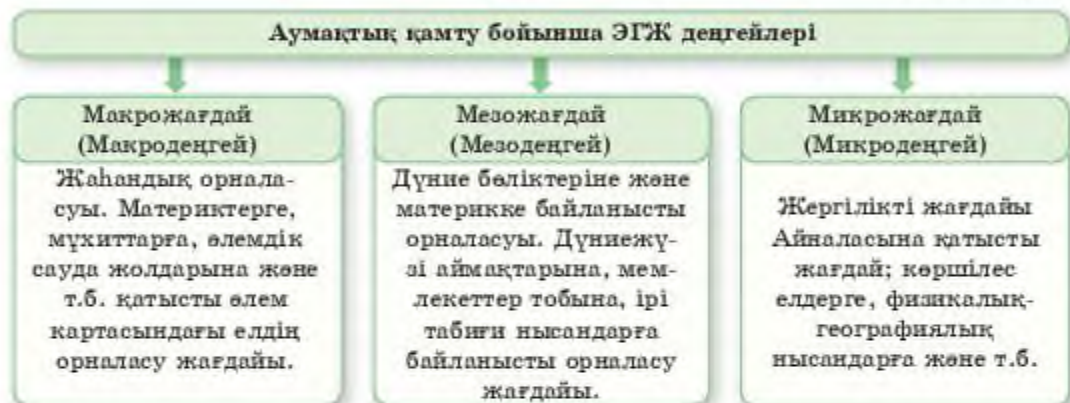 Аумақтық қамту бойынша ЭГЖ деңгейлері
Макрожағдай
(Макродеңгей)
Жаһандық орнала-
суы. Материктерге,
мұхиттарға, әлемдік
сауда жолдарына және
т.б. қатысты әлем
картасындағы елдің
орналасу жағдайы.
Мезожағдай
(Мезодеңгей)
Дүние бөліктеріне және
материкке байланысты
орналасуы. Дүниежү-
зі аймақтарына, мем-
лекеттер тобына, ірі
табиғи нысандарға
байланысты орналасу
жағдайы.
Микрожағдай
(Микродеңгей)
Жергілікті жағдайы
Айналасына қатысты
жағдай; көршілес
елдерге, физикалық-
географиялық
нысандарға және т.б.